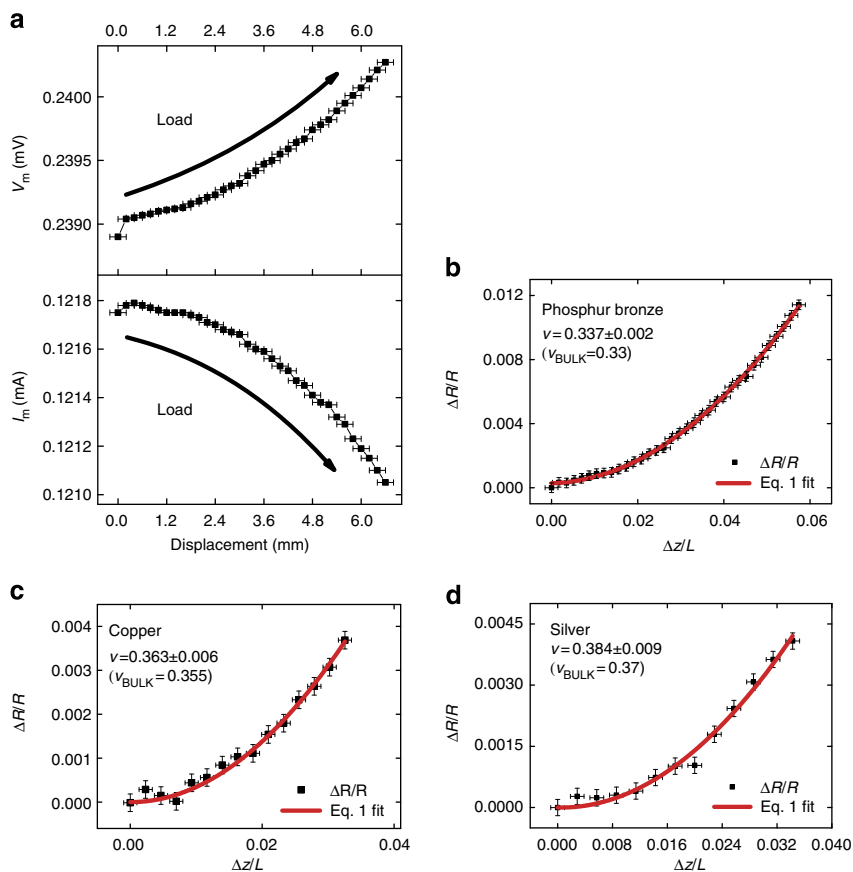 a
0.0 1.2 2.4 3.6 4.8 6.0
0.2400
0.2395
0.2390
Vm (mV)
Load
0.1218
0.1216
0.1214
0.1212
0.1210
Im (mA)
Load
0.0 1.2 2.4 3.6 4.8 6.0
Displacement (mm)
b
0.012
0.008
0.004
0.000
ΔR/R
Phosphur bronze
v=0.337±0.002
(vBULK=0.33)
ΔR/R
Eq. 1 fit
0.00 0.02 0.04 0.06
Δz/L
c
0.004
0.003
0.002
0.001
0.000
ΔR/R
Copper
v=0.363±0.006
(vBULK=0.355)
ΔR/R
Eq. 1 fit
0.00 0.02 0.04
Δz/L
d
0.0045
0.0030
0.0015
0.0000
ΔR/R
Silver
v=0.384±0.009
(vBULK=0.37)
ΔR/R
Eq. 1 fit
0.000 0.008 0.016 0.024 0.032 0.040
Δz/L